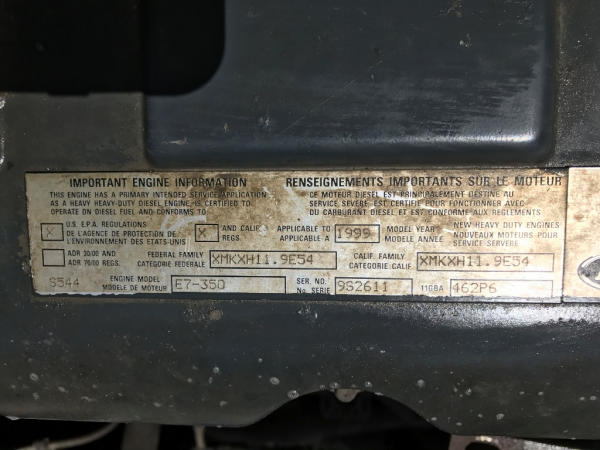 IMPORTANT ENGINE INFORMATION
THIS ENGINE HAS A PRIMARY INTENDED SERVICE APPLICATION
AS A HEAVY HEAVY-DUTY DIESEL ENGINE, IS CERTIFIED TO
OPERATE ON DIESEL FUEL AND CONFORMS TO
RENSEIGNEMENTS IMPORTANTS SUR LE MOTEUR
CE MOTEUR DIESEL EST PRINCIPALEMENT DESTINE AU
SERVICE SEVERE, EST CERTIFIE POUR FONCTIONNER AVEC
DU CARBURANT DIESEL ET EST CONFORME AUX REGLEMENTS
X U.S. E.P.A. REGULATIONS
DE L'AGENCE DE PROTECTION DE
L'ENVIRONNEMENT DES ETATS-UNIS
X AND CALIF.
REGS.
APPLICABLE TO
APPLICABLE A
1999
MODEL YEAR
MODELE ANNEE
NEW HEAVY DUTY ENGINES
NOUVEAUX MOTEURS POUR
SERVICE SEVERE
ADR 30/00 AND
ADR 70/00 REGS.
FEDERAL FAMILY
CATEGORIE FEDERALE
XMKXH11.9E54
CALIF. FAMILY
CATEGORIE CALIF.
XMKXH11.9E54
S544
ENGINE MODEL
MODELE DE MOTEUR
E7-350
SER. NO.
No. SERIE
9S2611
11GBA
462P6